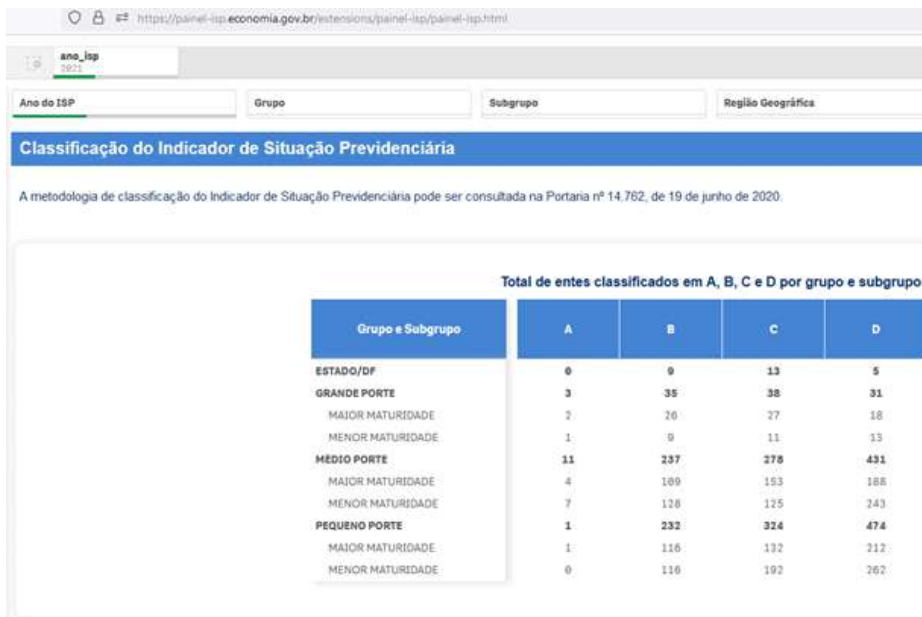 https://painel-isp.economia.gov.br/extensions/painel-isp/painel-isp.html
ano_isp
2021
Ano do ISP Grupo Subgrupo Região Geográfica
Classificação do Indicador de Situação Previdenciária
A metodologia de classificação do Indicador de Situação Previdenciária pode ser consultada na Portaria nº 14.762, de 19 de junho de 2020.
Total de entes classificados em A, B, C e D por grupo e subgrupo
Grupo e Subgrupo A B C D
ESTADO/DF 0 9 13 5
GRANDE PORTE 3 35 38 31
MAIOR MATURIDADE 2 26 27 18
MENOR MATURIDADE 1 9 11 13
MÉDIO PORTE 11 237 278 431
MAIOR MATURIDADE 4 109 153 188
MENOR MATURIDADE 7 128 125 243
PEQUENO PORTE 1 232 324 474
MAIOR MATURIDADE 1 116 132 212
MENOR MATURIDADE 0 116 192 262